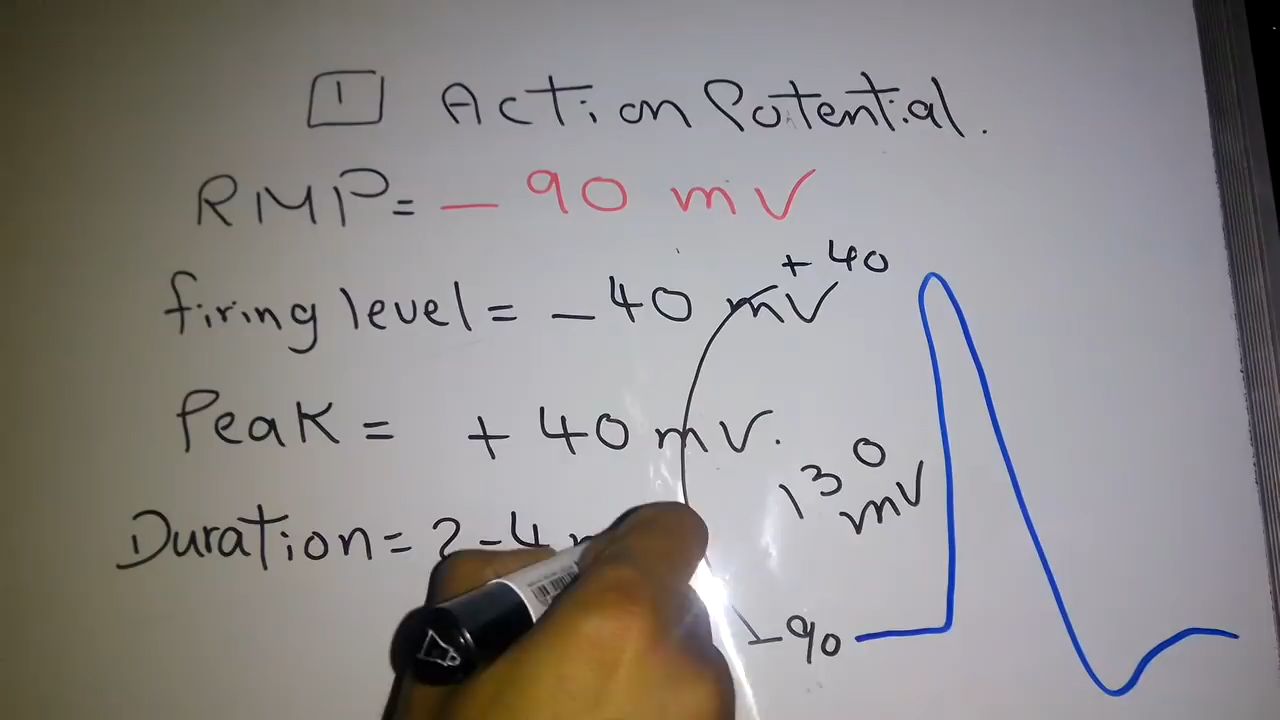 1 Action Potential.
RMP= - 90 mV
firing level = - 40 mV
+ 40
Peak = + 40 mV.
130 mV
Duration = 2-4
-90